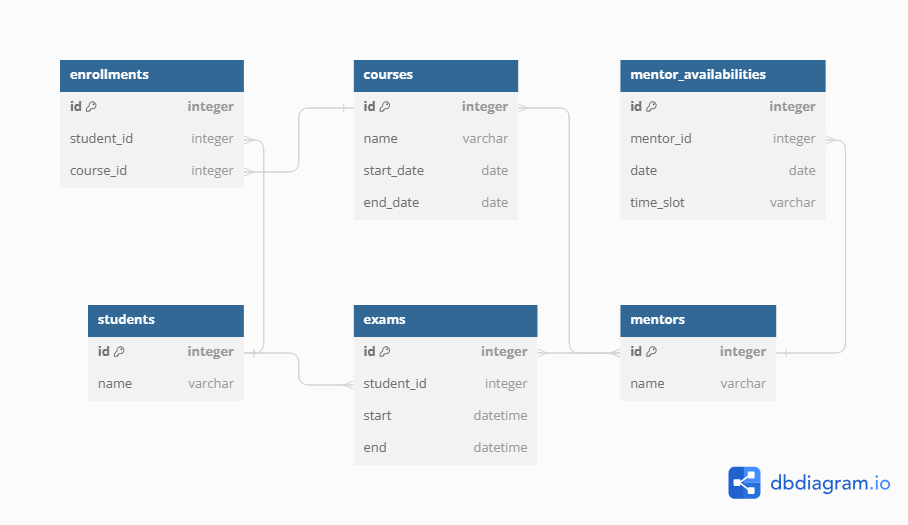 enrollments
id integer
student_id integer
course_id integer
courses
id integer
name varchar
start_date date
end_date date
mentor_availabilities
id integer
mentor_id integer
date date
time_slot varchar
students
id integer
name varchar
exams
id integer
student_id integer
start datetime
end datetime
mentors
id integer
name varchar
dbdiagram.io